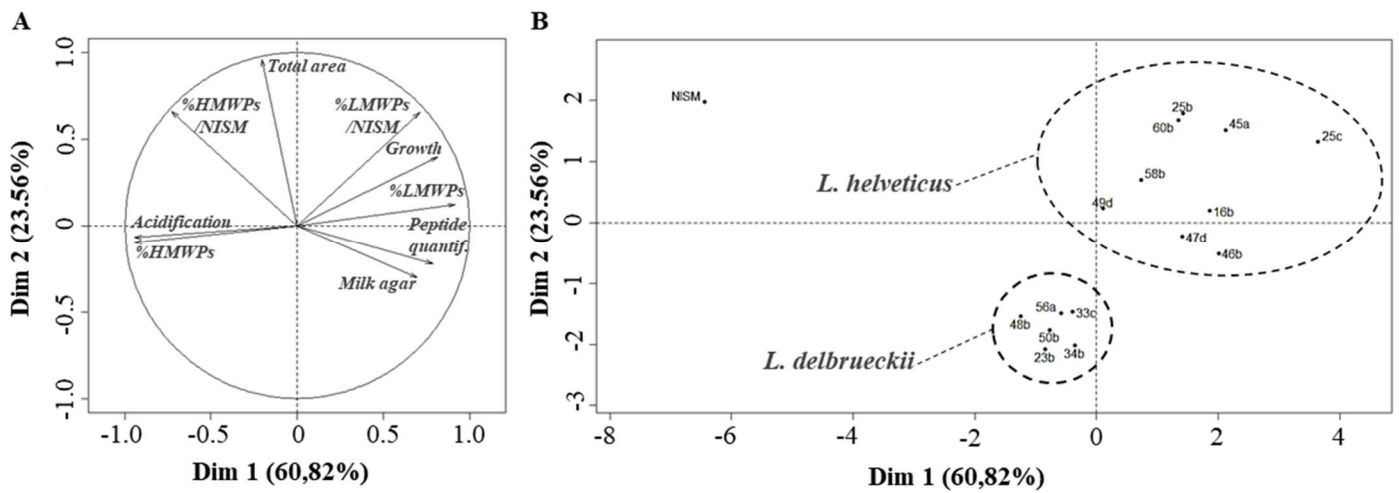 A
Dim 2 (23.56%)
1.0
0.5
0
-0.5
-1.0
Total area
%HMWPs
/NISM
%LMWPs
/NISM
Growth
%LMWPs
Acidification
%HMWPs
Peptide
quantif.
Milk agar
-1.0
-0.5
0
0.5
1.0
Dim 1 (60,82%)
B
Dim 2 (23.56%)
2
1
0
-1
-2
-3
NISM
25b
60b
45a
25c
58b
L. helveticus
49d
16b
47d
46b
56a
33c
48b
50b
23b
34b
L. delbrueckii
-8
-6
-4
-2
0
2
4
Dim 1 (60,82%)